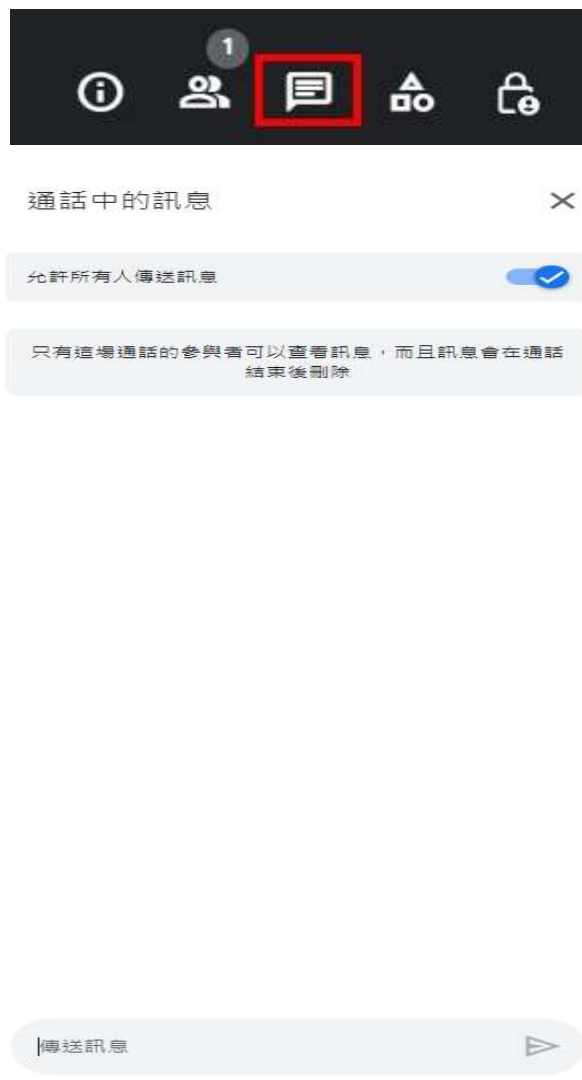 1
通話中的訊息
允許所有人傳送訊息
只有這場通話的參與者可以查看訊息，而且訊息會在通話
結束後刪除
傳送訊息